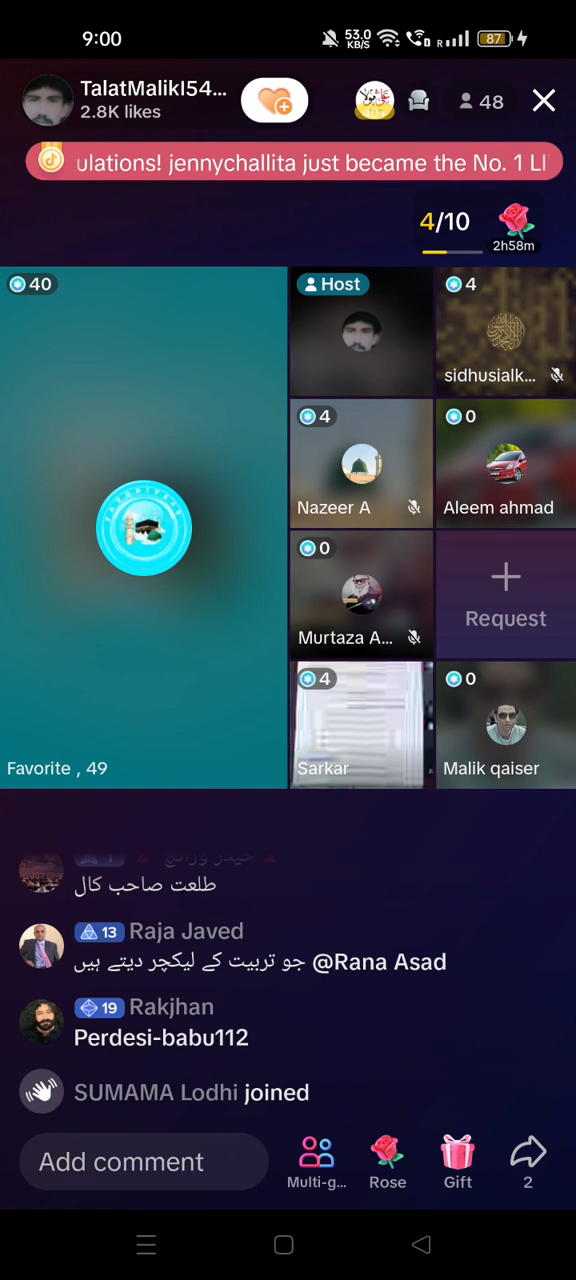 9:00
53.0
KB/S
R
87
TalatMalikI54...
2.8K likes
48
ulations! jennychallita just became the No. 1 LI
4/10
2h58m
40
Host
4
sidhusialk...
4
Nazeer A
0
Aleem ahmad
0
Murtaza A...
Request
Favorite , 49
4
Sarkar
0
Malik qaiser
طلعت صاحب کال
13 Raja Javed
@Rana Asad جو تربیت کے لیکچر دیتے ہیں
19 Rakjhan
Perdesi-babu112
SUMAMA Lodhi joined
Add comment
Multi-g...
Rose
Gift
2